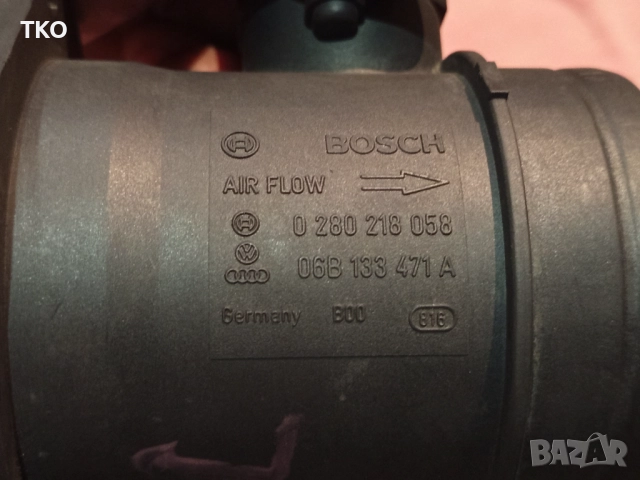 TKO
BOSCH
AIR FLOW
0 280 218 058
06B 133 471 A
Germany B00 616
BAZAR